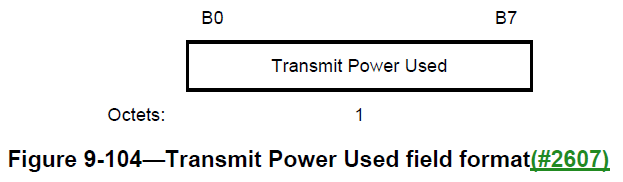 B0 B7
Transmit Power Used
Octets: 1
Figure 9-104—Transmit Power Used field format(#2607)